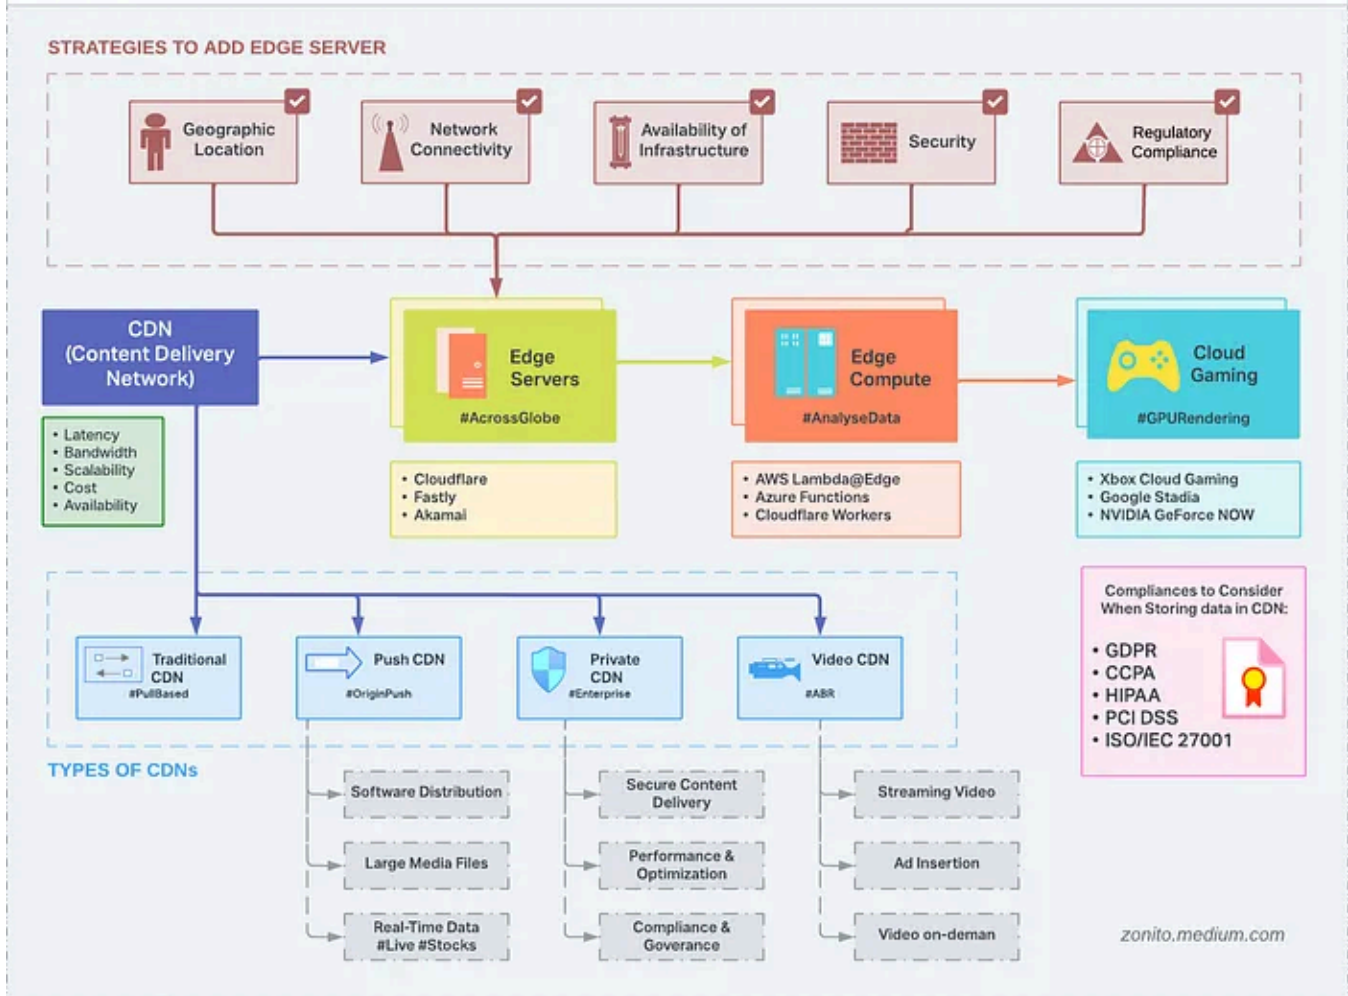 STRATEGIES TO ADD EDGE SERVER
Geographic
Location
Network
Connectivity
Availability of
Infrastructure
Security
Regulatory
Compliance
CDN
(Content Delivery
Network)
• Latency
• Bandwidth
• Scalability
• Cost
• Availability
Edge
Servers
#AcrossGlobe
• Cloudflare
• Fastly
• Akamai
Edge
Compute
#AnalyseData
• AWS Lambda@Edge
• Azure Functions
• Cloudflare Workers
Cloud
Gaming
#GPURendering
• Xbox Cloud Gaming
• Google Stadia
• NVIDIA GeForce NOW
Compliances to Consider
When Storing data in CDN:
• GDPR
• CCPA
• HIPAA
• PCI DSS
• ISO/IEC 27001
Traditional
CDN
#PullBased
Push CDN
#OriginPush
Private
CDN
#Enterprise
Video CDN
#ABR
TYPES OF CDNs
Software Distribution
Large Media Files
Real-Time Data
#Live #Stocks
Secure Content
Delivery
Performance &
Optimization
Compliance &
Goverance
Streaming Video
Ad Insertion
Video on-deman
zonito.medium.com